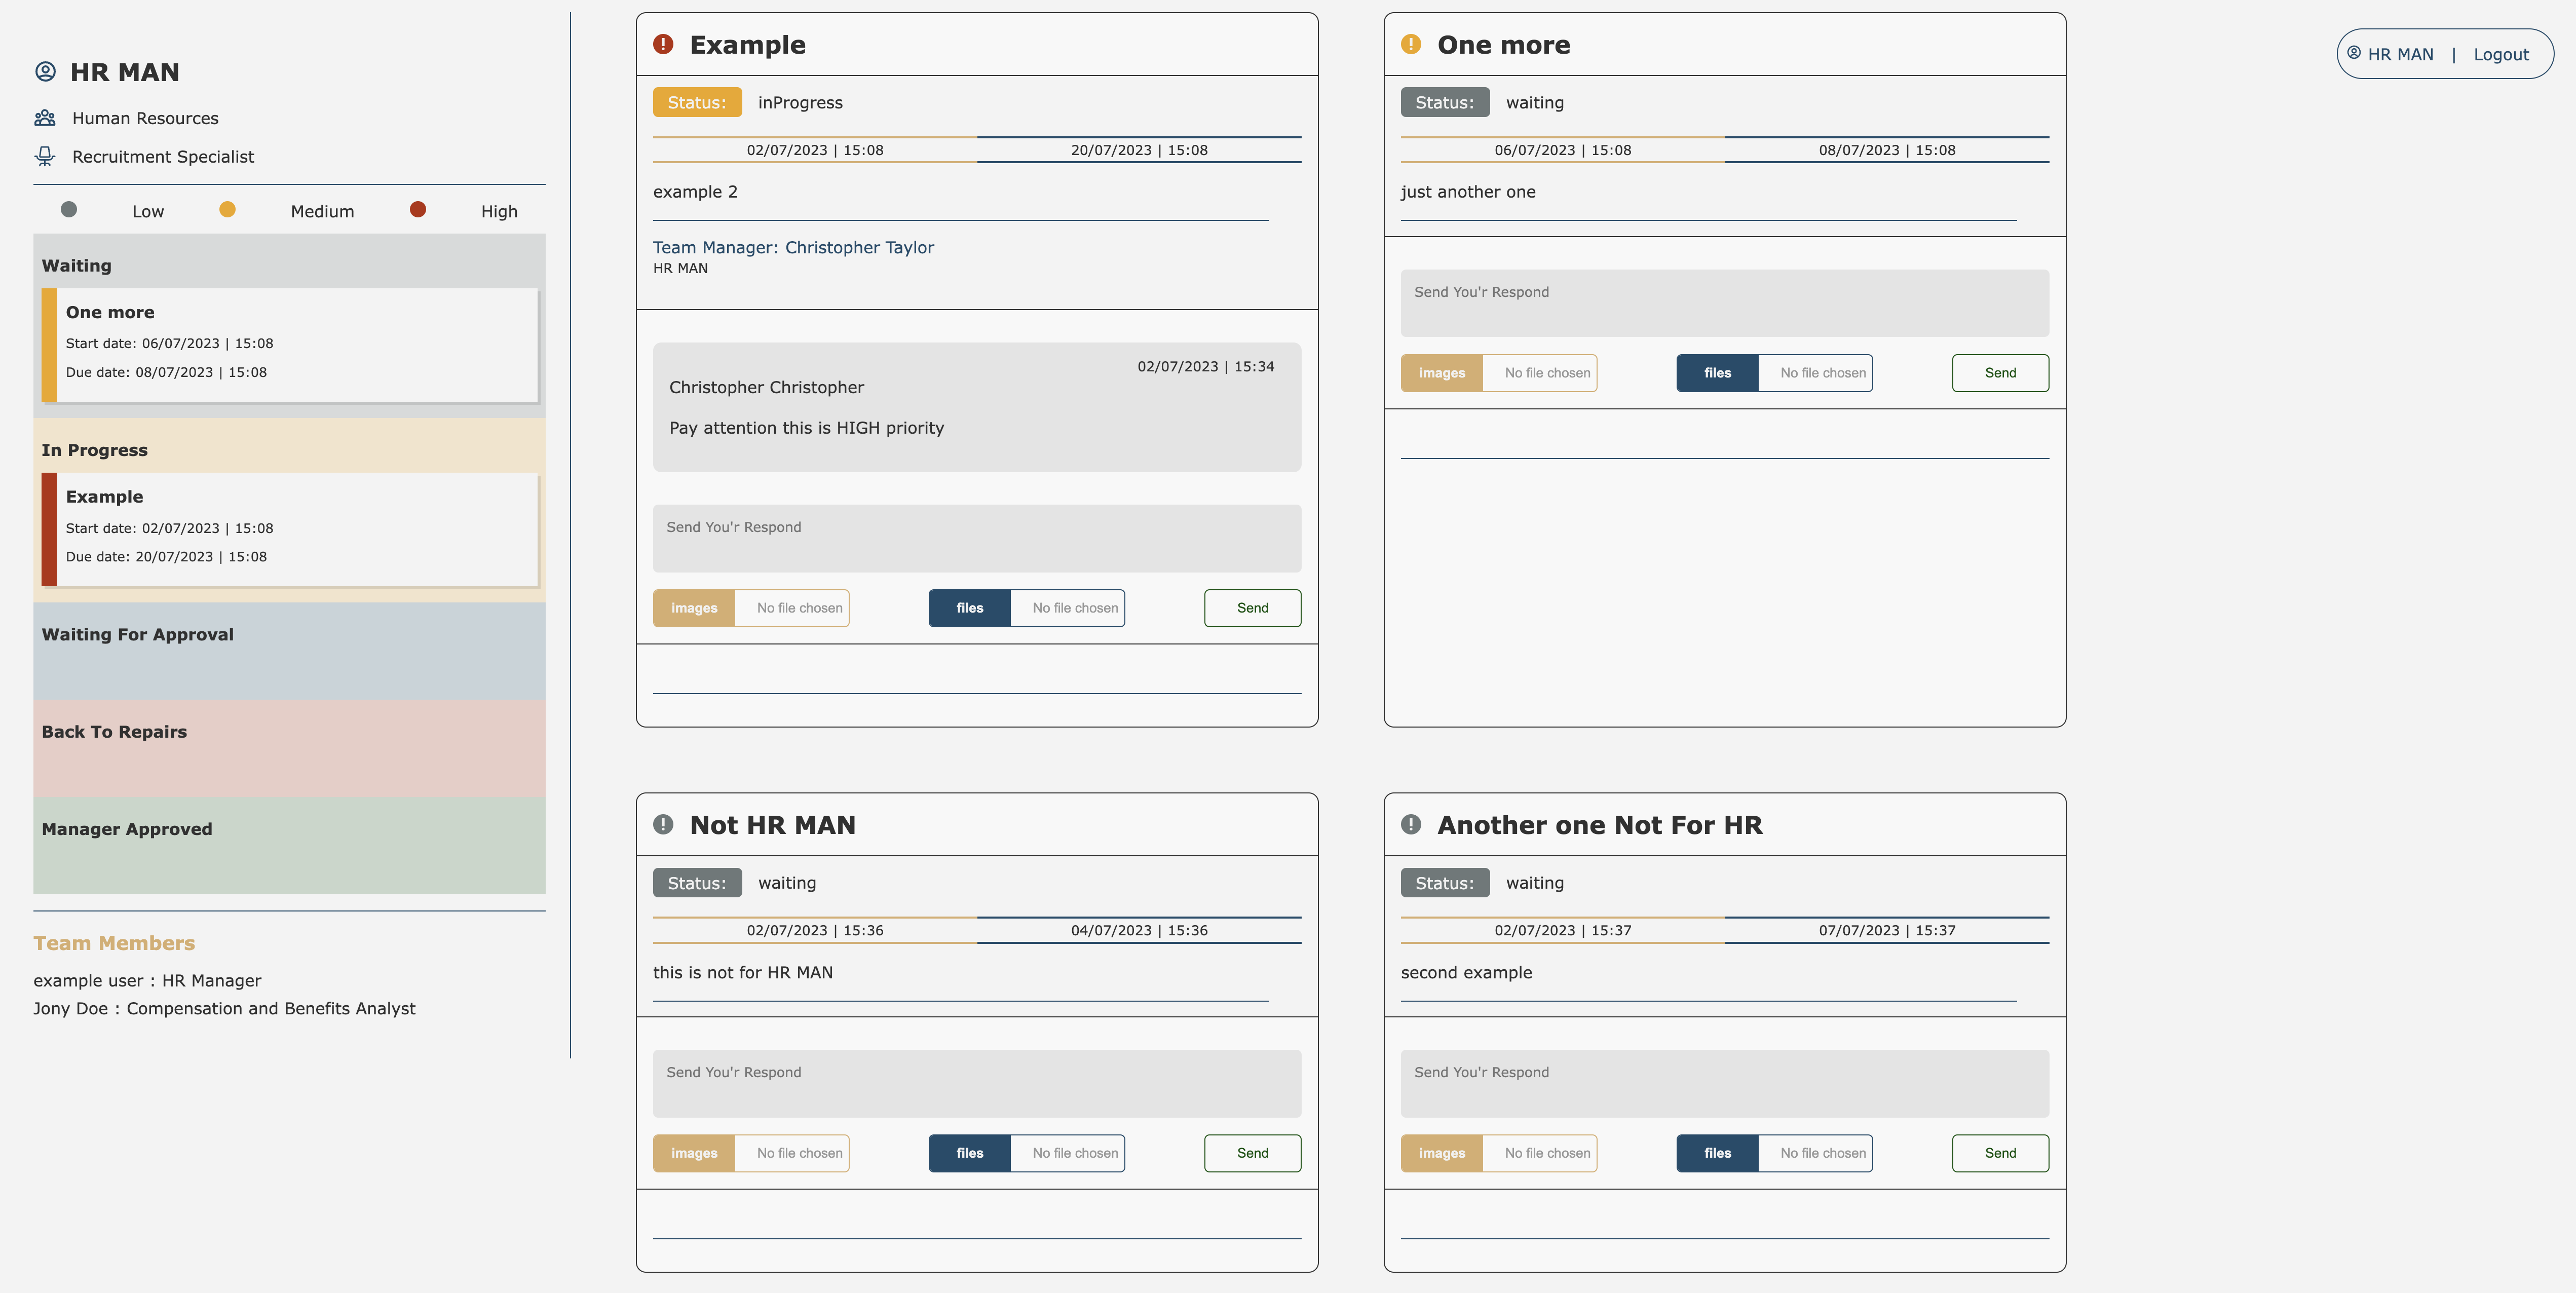 HR MAN
Human Resources
Recruitment Specialist
Low Medium High
Waiting
One more
Start date: 06/07/2023 | 15:08
Due date: 08/07/2023 | 15:08
In Progress
Example
Start date: 02/07/2023 | 15:08
Due date: 20/07/2023 | 15:08
Waiting For Approval
Back To Repairs
Manager Approved
Team Members
example user : HR Manager
Jony Doe : Compensation and Benefits Analyst
Example
Status: inProgress
02/07/2023 | 15:08 20/07/2023 | 15:08
example 2
Team Manager: Christopher Taylor
HR MAN
02/07/2023 | 15:34
Christopher Christopher
Pay attention this is HIGH priority
Send You'r Respond
images No file chosen files No file chosen Send
One more
Status: waiting
06/07/2023 | 15:08 08/07/2023 | 15:08
just another one
Send You'r Respond
images No file chosen files No file chosen Send
HR MAN | Logout
Not HR MAN
Status: waiting
02/07/2023 | 15:36 04/07/2023 | 15:36
this is not for HR MAN
Send You'r Respond
images No file chosen files No file chosen Send
Another one Not For HR
Status: waiting
02/07/2023 | 15:37 07/07/2023 | 15:37
second example
Send You'r Respond
images No file chosen files No file chosen Send